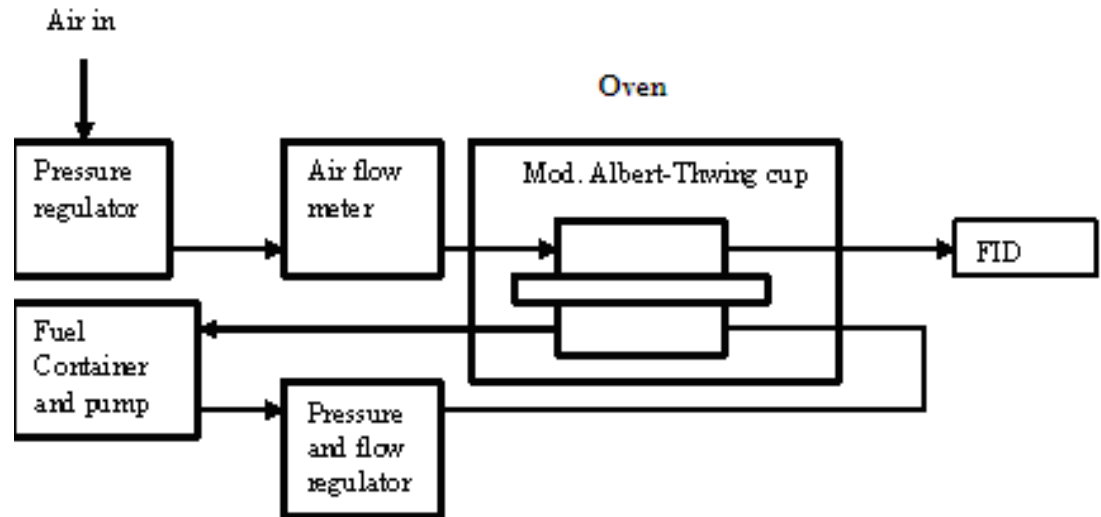 Air in
Oven
Pressure
regulator
Air flow
meter
Mod. Albert-Thwing cup
FID
Fuel
Container
and pump
Pressure
and flow
regulator